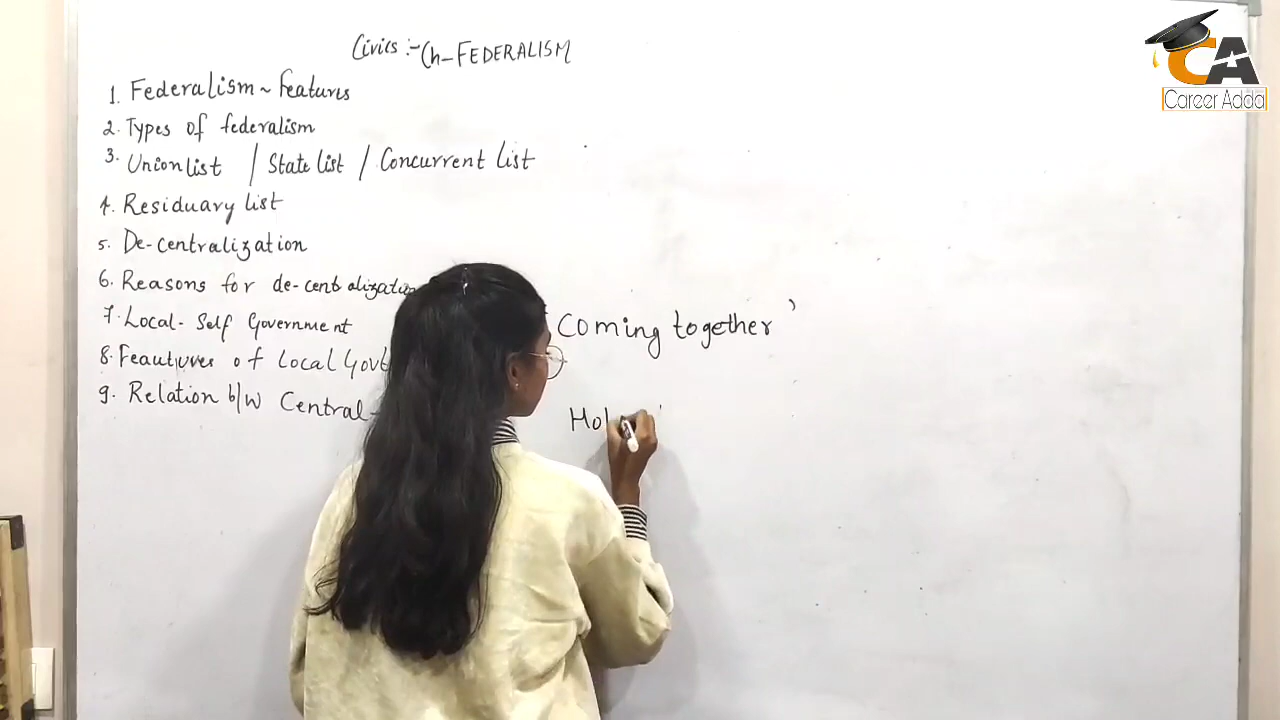 Civics :- Ch-FEDERALISM
1. Federalism ~ Features
2. Types of federalism
3. Union list / State list / Concurrent list
4. Residuary list
5. De-centralization
6. Reasons for de-centralization
7. Local-Self Government
8. Feautures of Local Govt
9. Relation b/w Central-
Coming together ’
Hol
CA
Career Adda